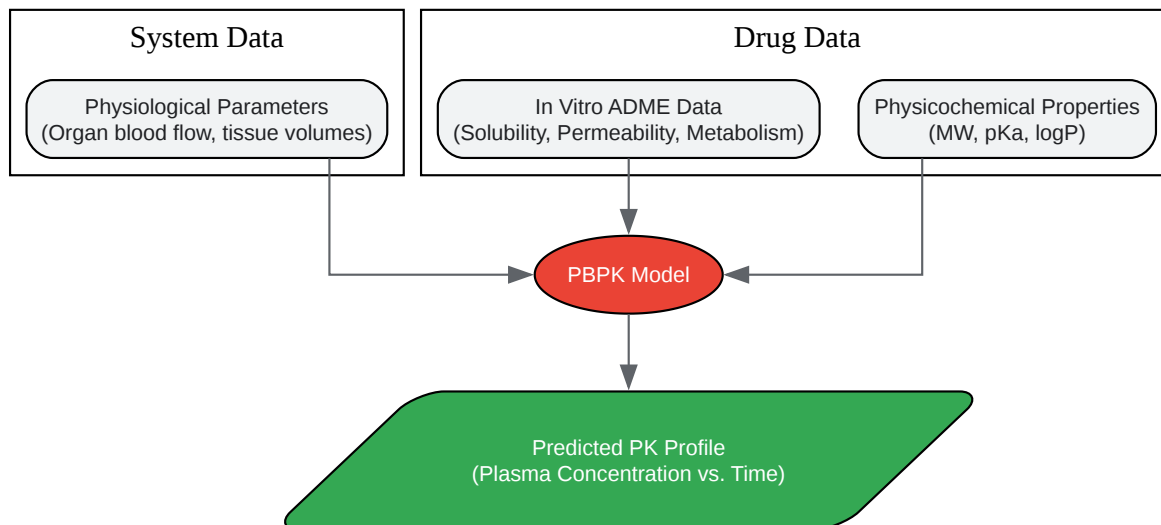 System Data
Drug Data
Physiological Parameters
(Organ blood flow, tissue volumes)
In Vitro ADME Data
(Solubility, Permeability, Metabolism)
Physicochemical Properties
(MW, pKa, logP)
PBPK Model
Predicted PK Profile
(Plasma Concentration vs. Time)